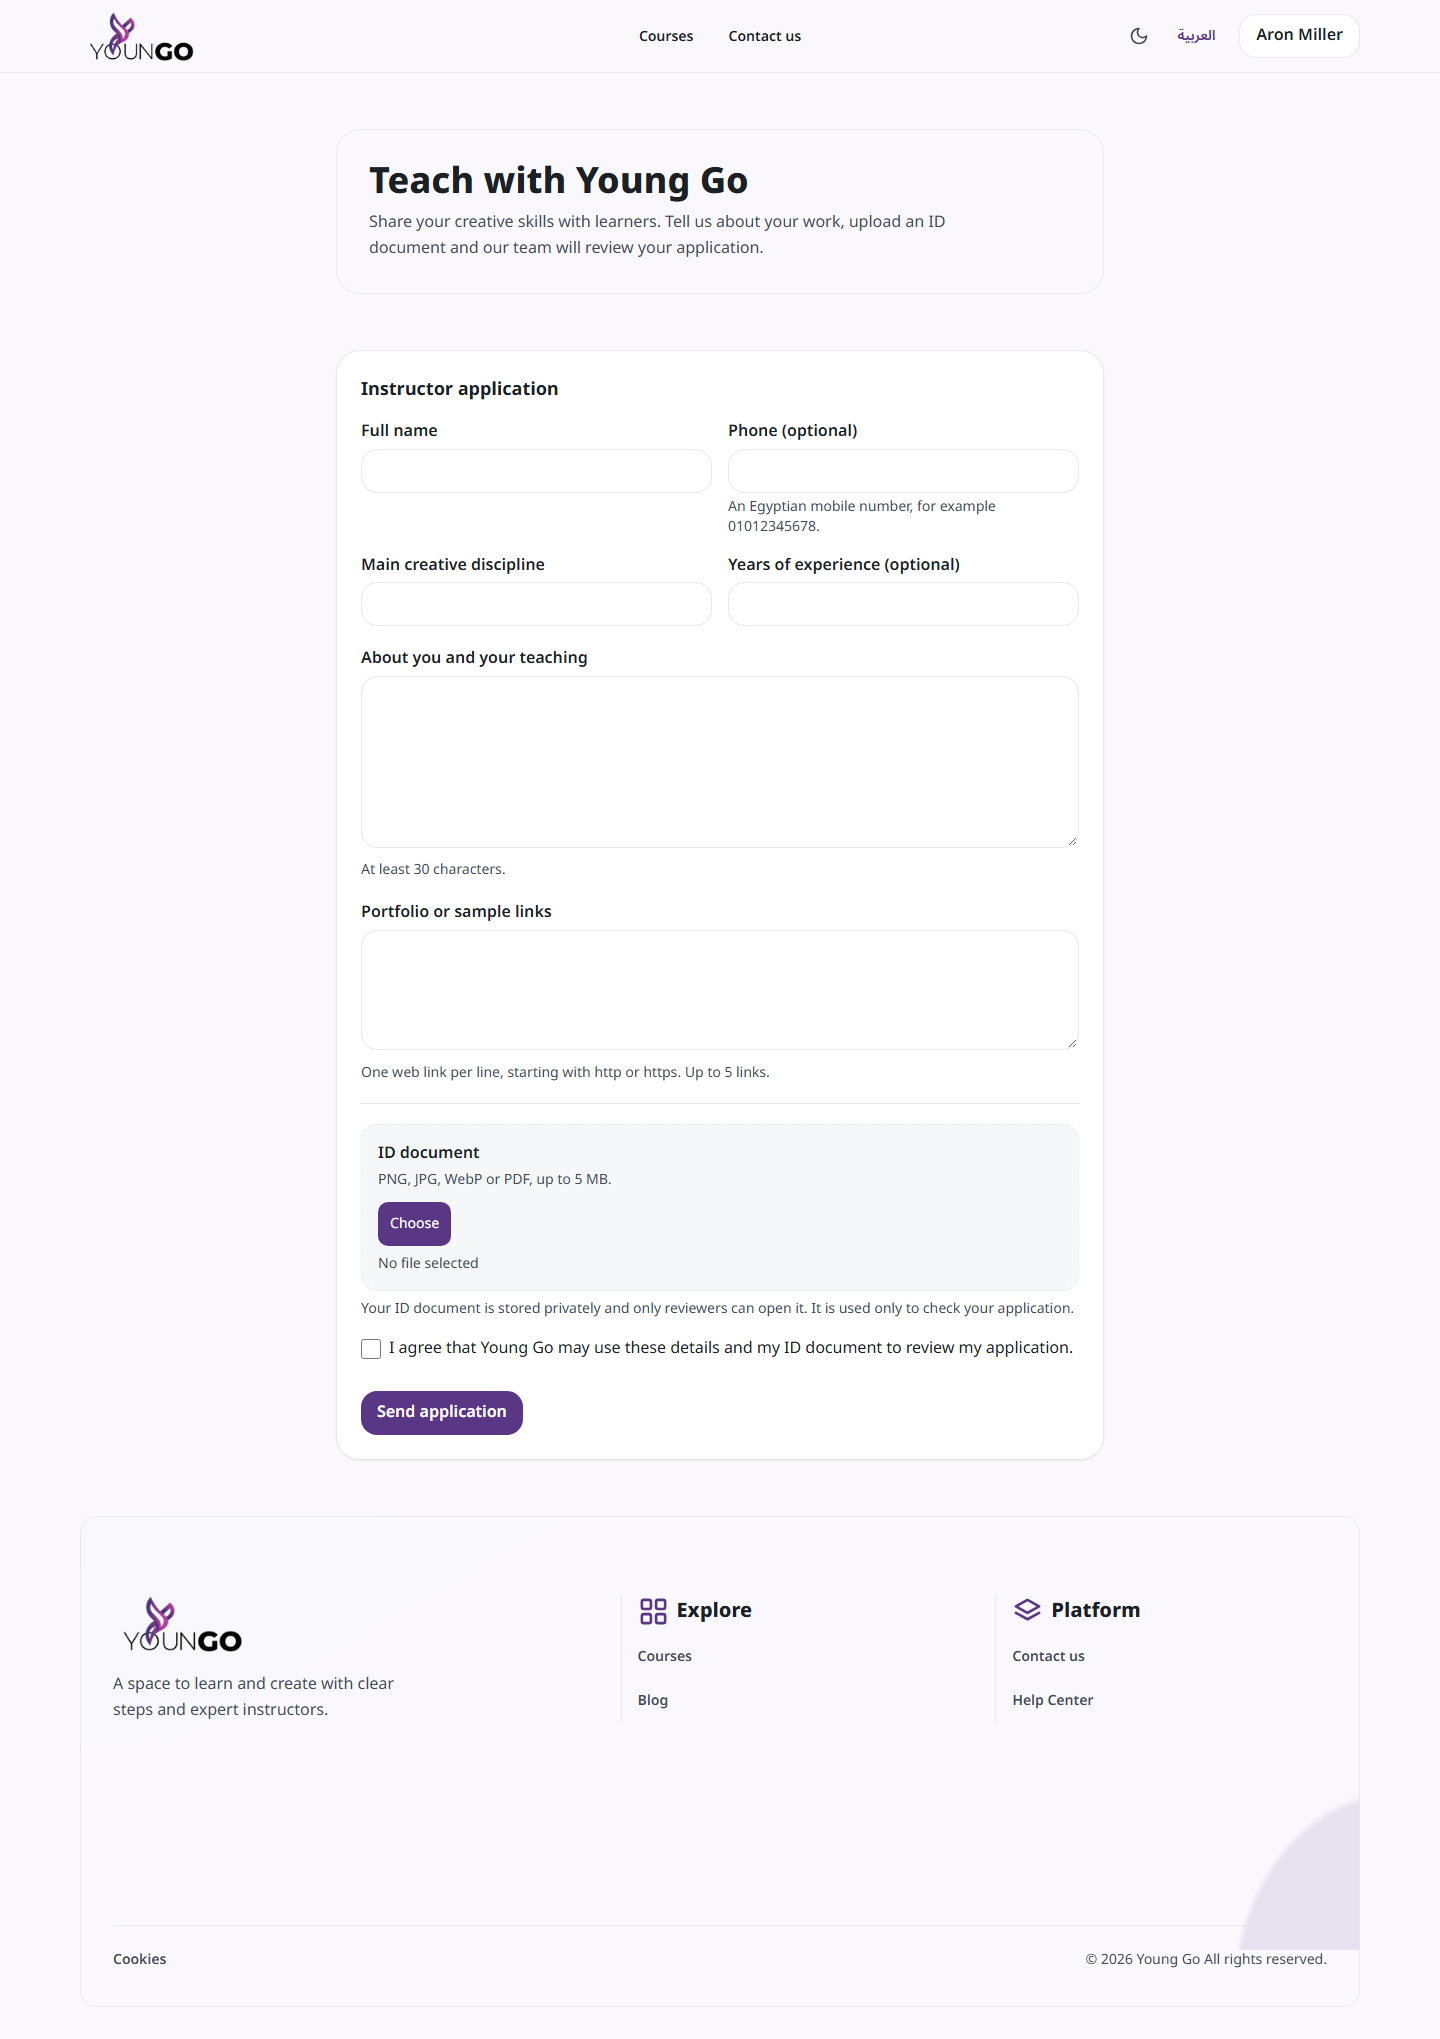 YOUNGO
Courses
Contact us
العربية
Aron Miller
Teach with Young Go
Share your creative skills with learners. Tell us about your work, upload an ID
document and our team will review your application.
Instructor application
Full name
Phone (optional)
An Egyptian mobile number, for example
01012345678.
Main creative discipline
Years of experience (optional)
About you and your teaching
At least 30 characters.
Portfolio or sample links
One web link per line, starting with http or https. Up to 5 links.
ID document
PNG, JPG, WebP or PDF, up to 5 MB.
Choose
No file selected
Your ID document is stored privately and only reviewers can open it. It is used only to check your application.
I agree that Young Go may use these details and my ID document to review my application.
Send application
YOUNGO
A space to learn and create with clear
steps and expert instructors.
Explore
Courses
Blog
Platform
Contact us
Help Center
Cookies
© 2026 Young Go All rights reserved.